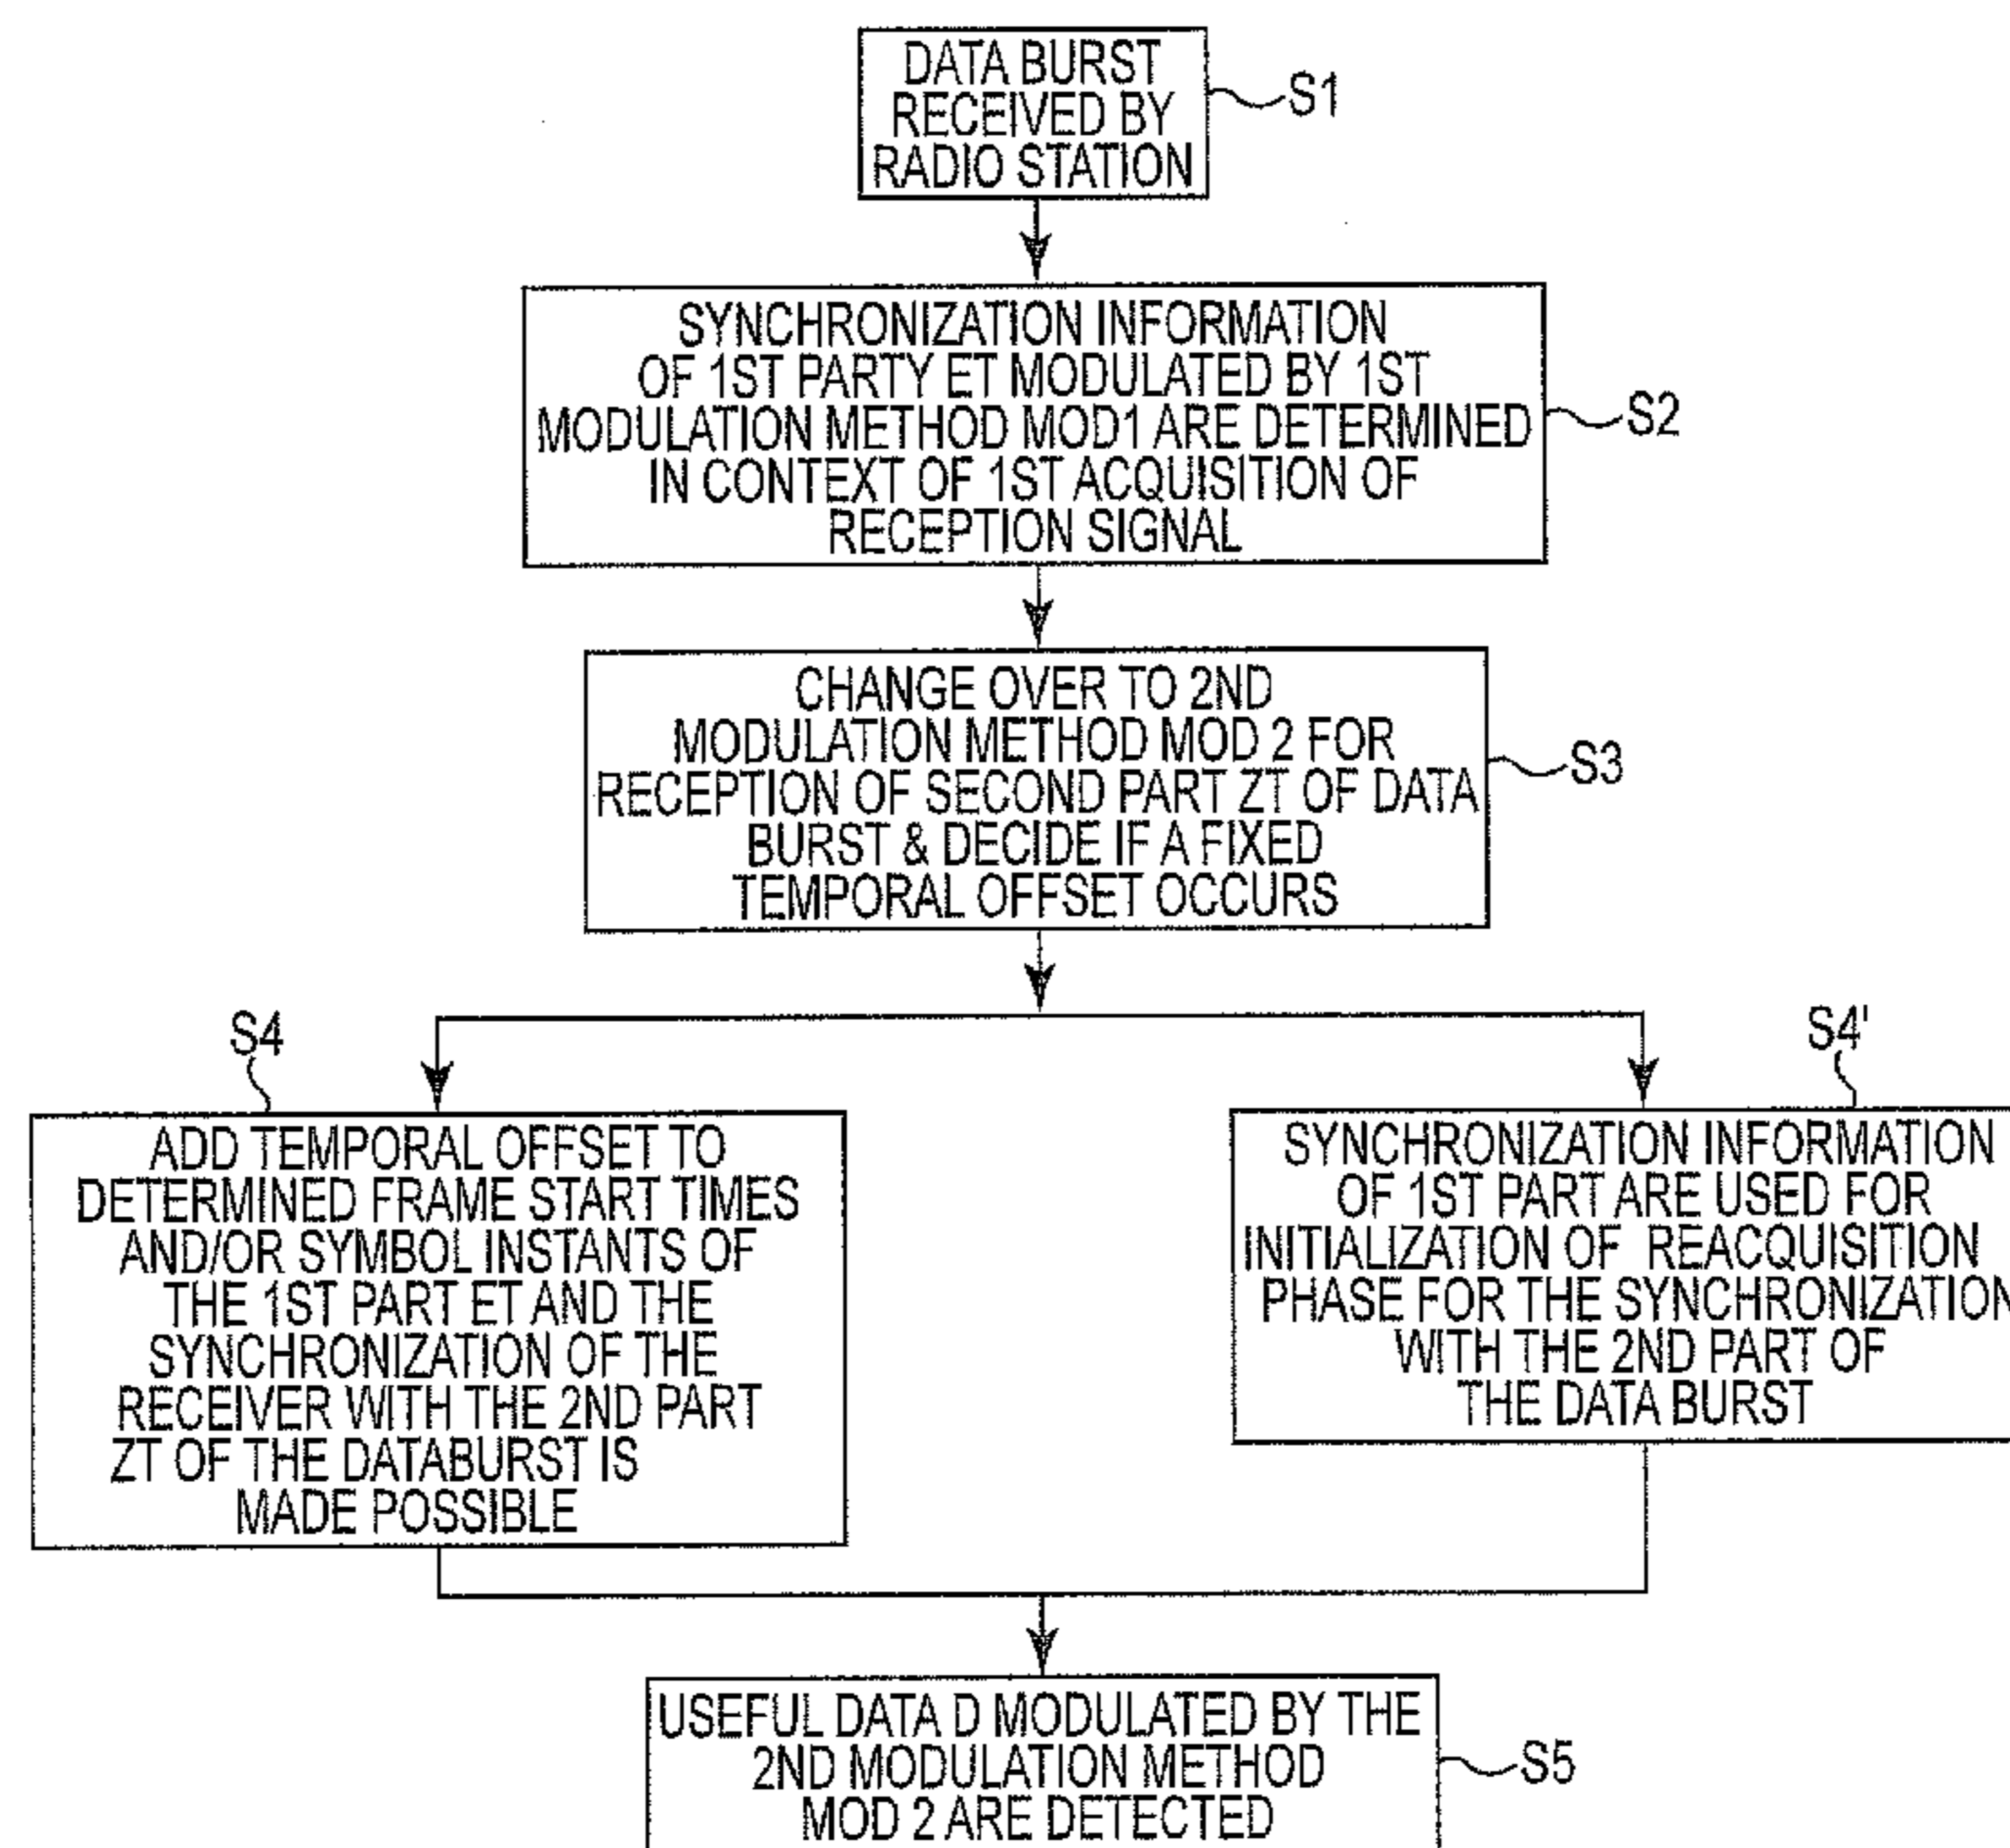 DATA BURST
RECEIVED BY
RADIO STATION
S1
SYNCHRONIZATION INFORMATION
OF 1ST PARTY ET MODULATED BY 1ST
MODULATION METHOD MOD1 ARE DETERMINED
IN CONTEXT OF 1ST ACQUISITION OF
RECEPTION SIGNAL
S2
CHANGE OVER TO 2ND
MODULATION METHOD MOD 2 FOR
RECEPTION OF SECOND PART ZT OF DATA
BURST & DECIDE IF A FIXED
TEMPORAL OFFSET OCCURS
S3
S4
ADD TEMPORAL OFFSET TO
DETERMINED FRAME START TIMES
AND/OR SYMBOL INSTANTS OF
THE 1ST PART ET AND THE
SYNCHRONIZATION OF THE
RECEIVER WITH THE 2ND PART
ZT OF THE DATABURST IS
MADE POSSIBLE
S4'
SYNCHRONIZATION INFORMATION
OF 1ST PART ARE USED FOR
INITIALIZATION OF REACQUISITION
PHASE FOR THE SYNCHRONIZATION
WITH THE 2ND PART OF
THE DATA BURST
USEFUL DATA D MODULATED BY THE
2ND MODULATION METHOD
MOD 2 ARE DETECTED
S5